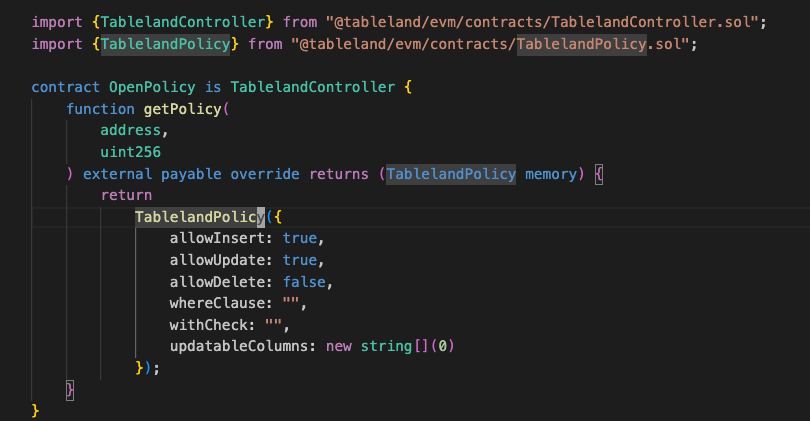 import {TablelandController} from "@tableland/evm/contracts/TablelandController.sol";
import {TablelandPolicy} from "@tableland/evm/contracts/TablelandPolicy.sol";
contract OpenPolicy is TablelandController {
function getPolicy(
address,
uint256
) external payable override returns (TablelandPolicy memory) {
return
TablelandPolicy({
allowInsert: true,
allowUpdate: true,
allowDelete: false,
whereClause: "",
withCheck: "",
updatableColumns: new string[](0)
});
}
}